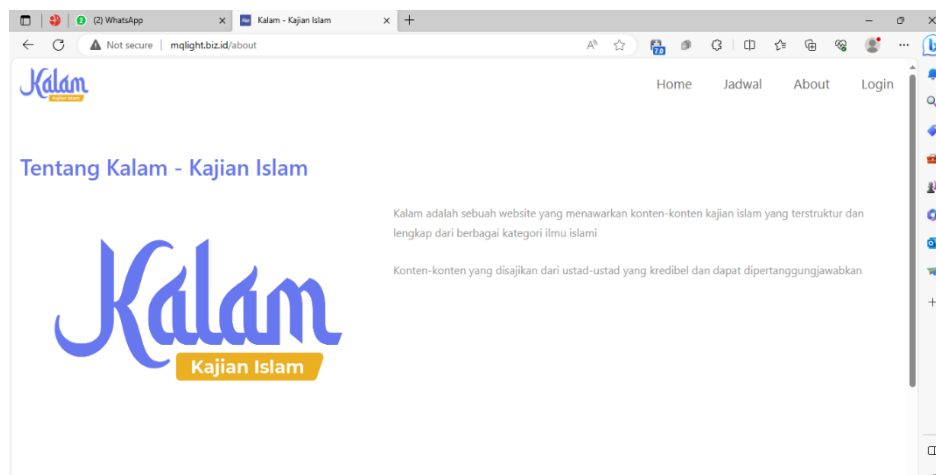 (2) WhatsApp
Kalam - Kajian Islam
Not secure | mqlight.biz.id/about
7.0
Kalam
Home Jadwal About Login
Tentang Kalam - Kajian Islam
Kalam adalah sebuah website yang menawarkan konten-konten kajian islam yang terstruktur dan
lengkap dari berbagai kategori ilmu islami
Konten-konten yang disajikan dari ustad-ustad yang kredibel dan dapat dipertanggungjawabkan
Kalam
Kajian Islam